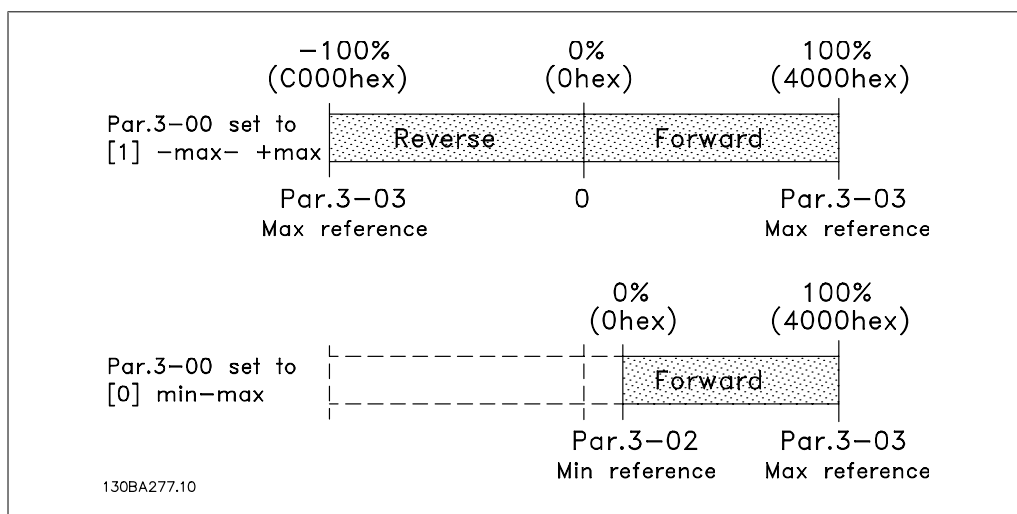 -100% 0% 100%
(C000hex) (0hex) (4000hex)
Par.3-00 set to
[1] -max- +max
Reverse Forward
Par.3-03 0 Par.3-03
Max reference Max reference
0% 100%
(0hex) (4000hex)
Par.3-00 set to
[0] min-max
Forward
Par.3-02 Par.3-03
Min reference Max reference
130BA277.10